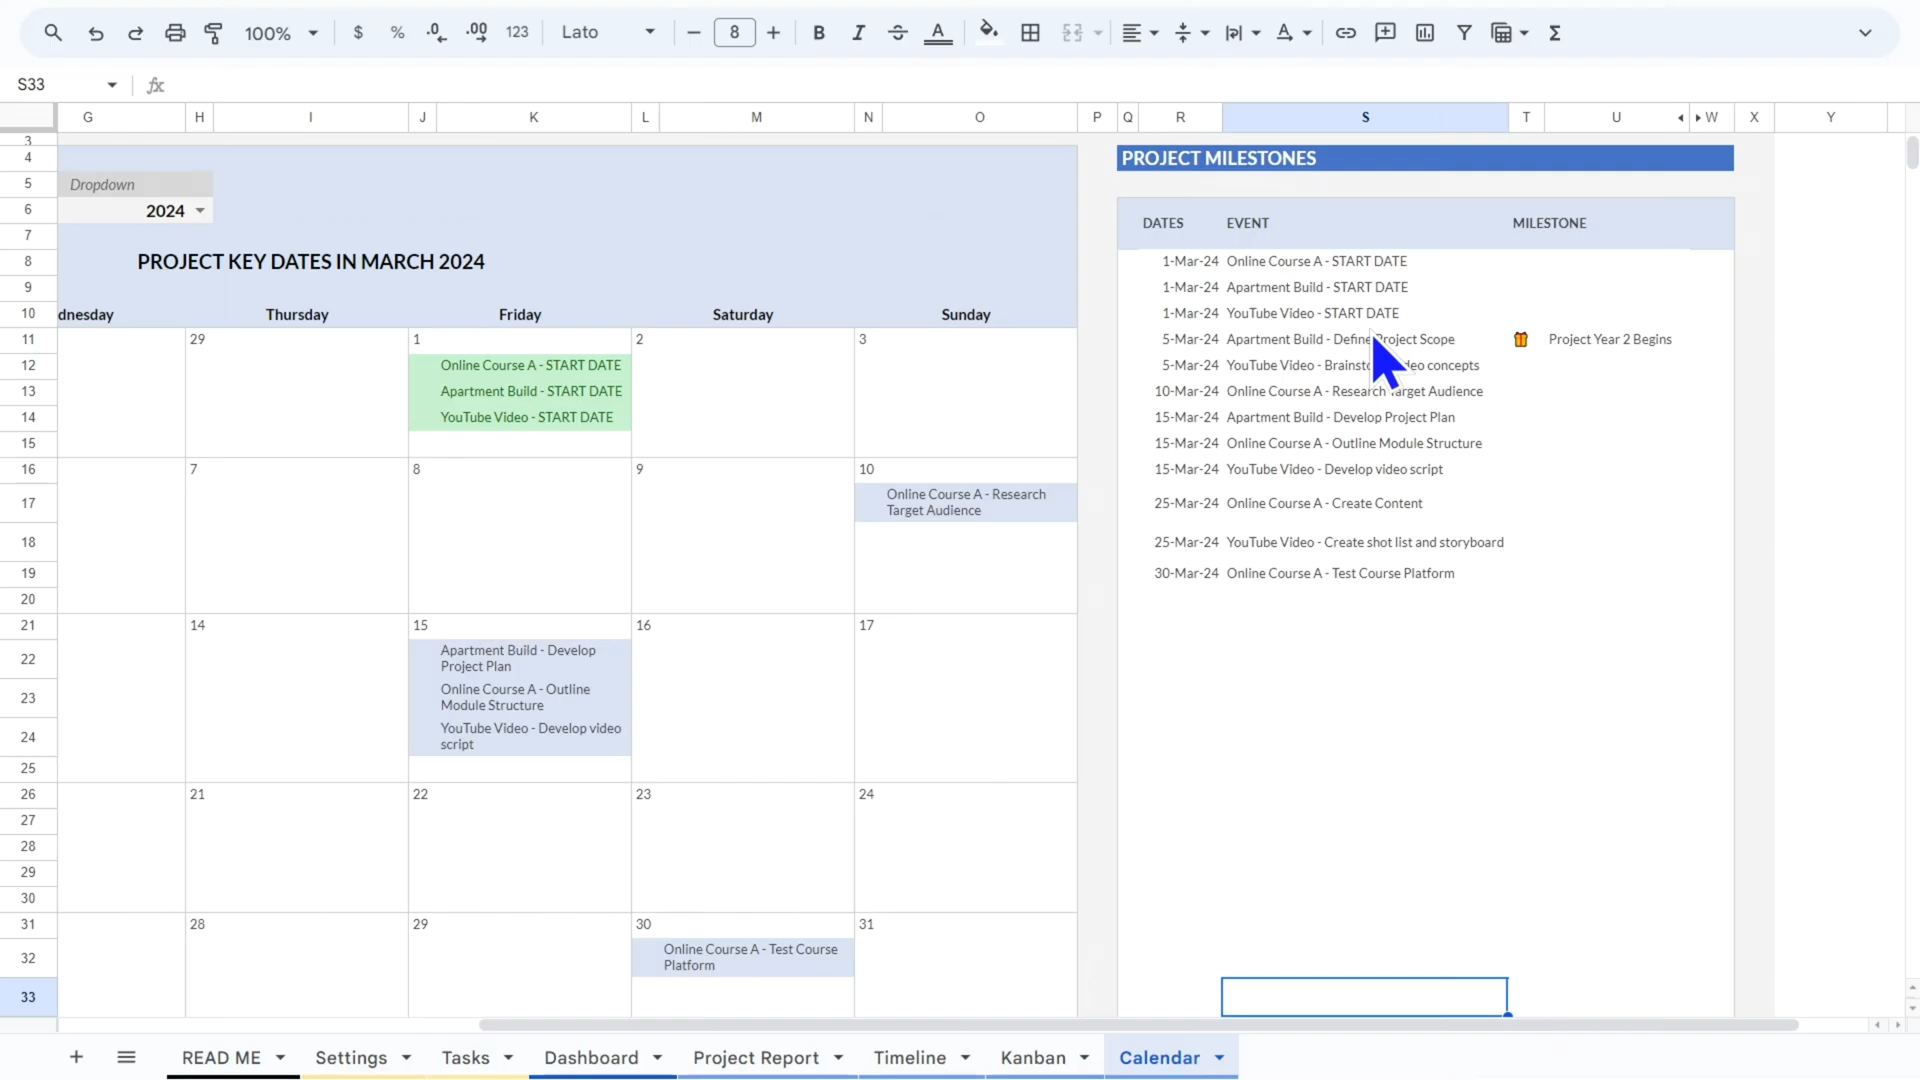 100%
$
%
.0
.00
123
Lato
8
B
I
A
A
Σ
S33
fx
G H I J K L M N O P Q R S T U W X Y
3
4 PROJECT MILESTONES
5 Dropdown
6 2024
DATES EVENT MILESTONE
7
8 PROJECT KEY DATES IN MARCH 2024 1-Mar-24 Online Course A - START DATE
9 1-Mar-24 Apartment Build - START DATE
10 dnesday Thursday Friday Saturday Sunday 1-Mar-24 YouTube Video - START DATE
11 29 1 2 3 5-Mar-24 Apartment Build - Define Project Scope Project Year 2 Begins
12 Online Course A - START DATE 5-Mar-24 YouTube Video - concepts
13 Apartment Build - START DATE 10-Mar-24 Online Course A - Research Target Audience
14 YouTube Video - START DATE 15-Mar-24 Apartment Build - Develop Project Plan
15 15-Mar-24 Online Course A - Outline Module Structure
16 7 8 9 10 15-Mar-24 YouTube Video - Develop video script
17 Online Course A - Research
Target Audience
25-Mar-24 Online Course A - Create Content
18 25-Mar-24 YouTube Video - Create shot list and storyboard
19 30-Mar-24 Online Course A - Test Course Platform
20
21 14 15 16 17
22 Apartment Build - Develop
Project Plan
23 Online Course A - Outline
Module Structure
24 YouTube Video - Develop video
script
25
26 21 22 23 24
27
28
29
30
31 28 29 30 31
32 Online Course A - Test Course
Platform
33
READ ME Settings Tasks Dashboard Project Report Timeline Kanban Calendar